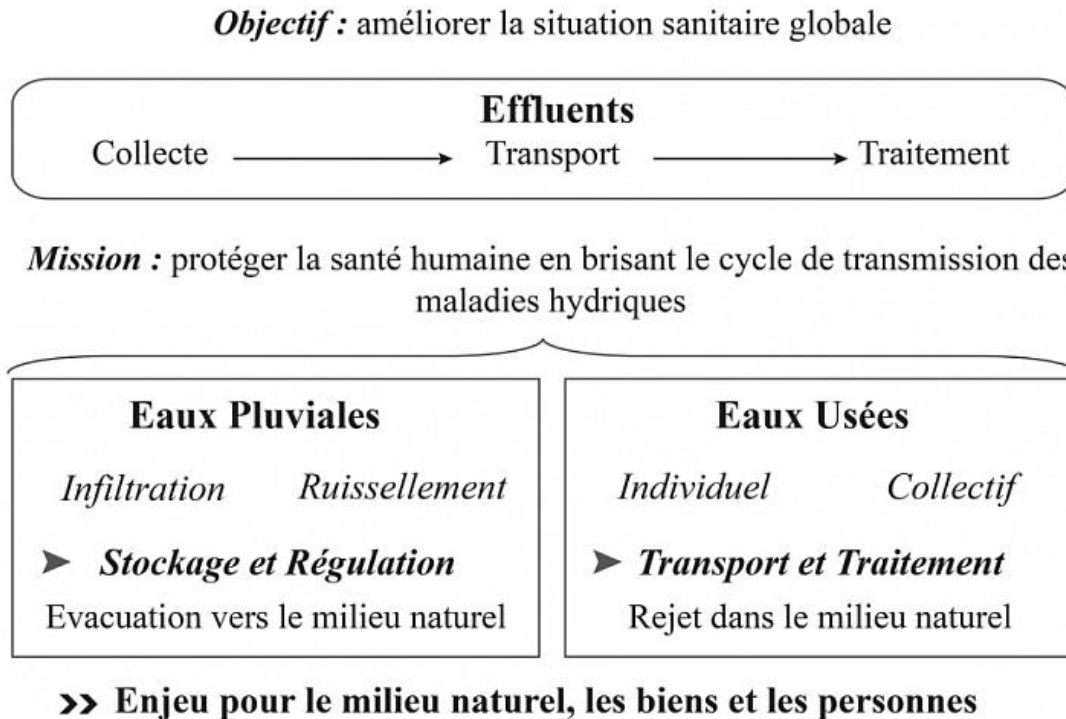 Objectif : améliorer la situation sanitaire globale
Effluents
Collecte Transport Traitement
Mission : protéger la santé humaine en brisant le cycle de transmission des
maladies hydriques
Eaux Pluviales
Infiltration Ruissellement
Stockage et Régulation
Evacuation vers le milieu naturel
Eaux Usées
Individuel Collectif
Transport et Traitement
Rejet dans le milieu naturel
Enjeu pour le milieu naturel, les biens et les personnes